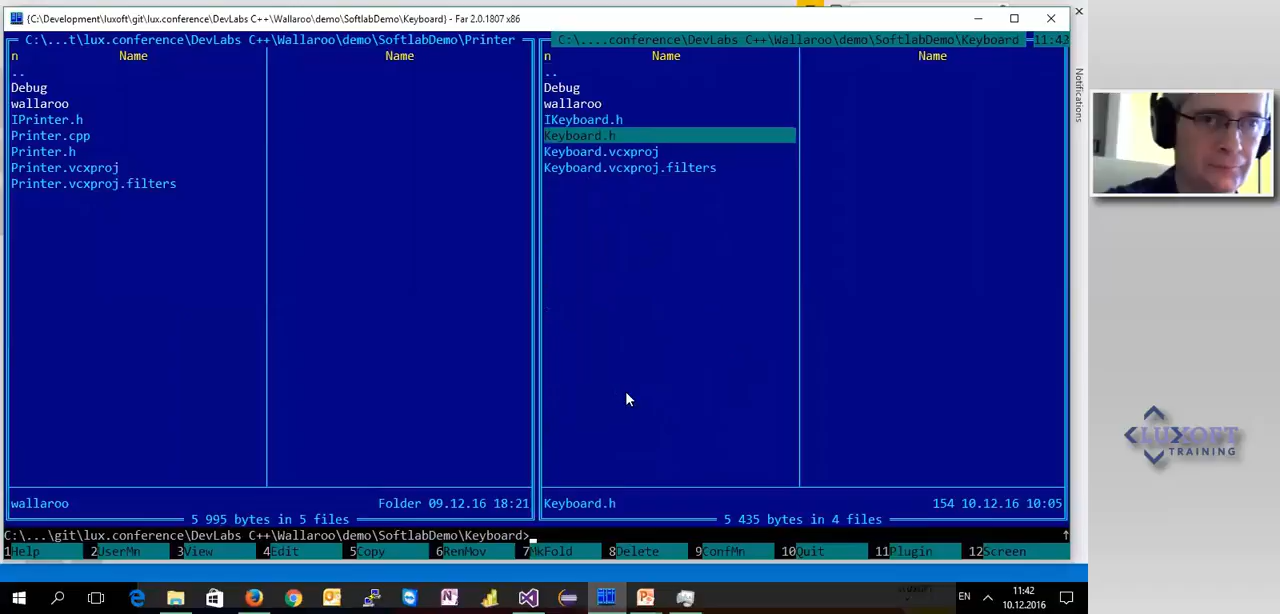 {C:\Development\luxoft\git\lux.conference\DevLabs C++\Wallaroo\demo\SoftlabDemo\Keyboard} - Far 2.0.1807 x86
C:\...t\lux.conference\DevLabs C++\Wallaroo\demo\SoftlabDemo\Printer
C:\....conference\DevLabs C++\Wallaroo\demo\SoftlabDemo\Keyboard 11:42
n Name Name
n Name Name
..
Debug
wallaroo
IPrinter.h
Printer.cpp
Printer.h
Printer.vcxproj
Printer.vcxproj.filters
..
Debug
wallaroo
IKeyboard.h
Keyboard.h
Keyboard.vcxproj
Keyboard.vcxproj.filters
wallaroo Folder 09.12.16 18:21
5 995 bytes in 5 files
Keyboard.h 154 10.12.16 10:05
5 435 bytes in 4 files
C:\...\git\lux.conference\DevLabs C++\Wallaroo\demo\SoftlabDemo\Keyboard>
1Help 2UserMn 3View 4Edit 5Copy 6RenMov 7MkFold 8Delete 9ConfMn 10Quit 11Plugin 12Screen
Notifications
LUXOFT
TRAINING
EN
11:42
10.12.2016